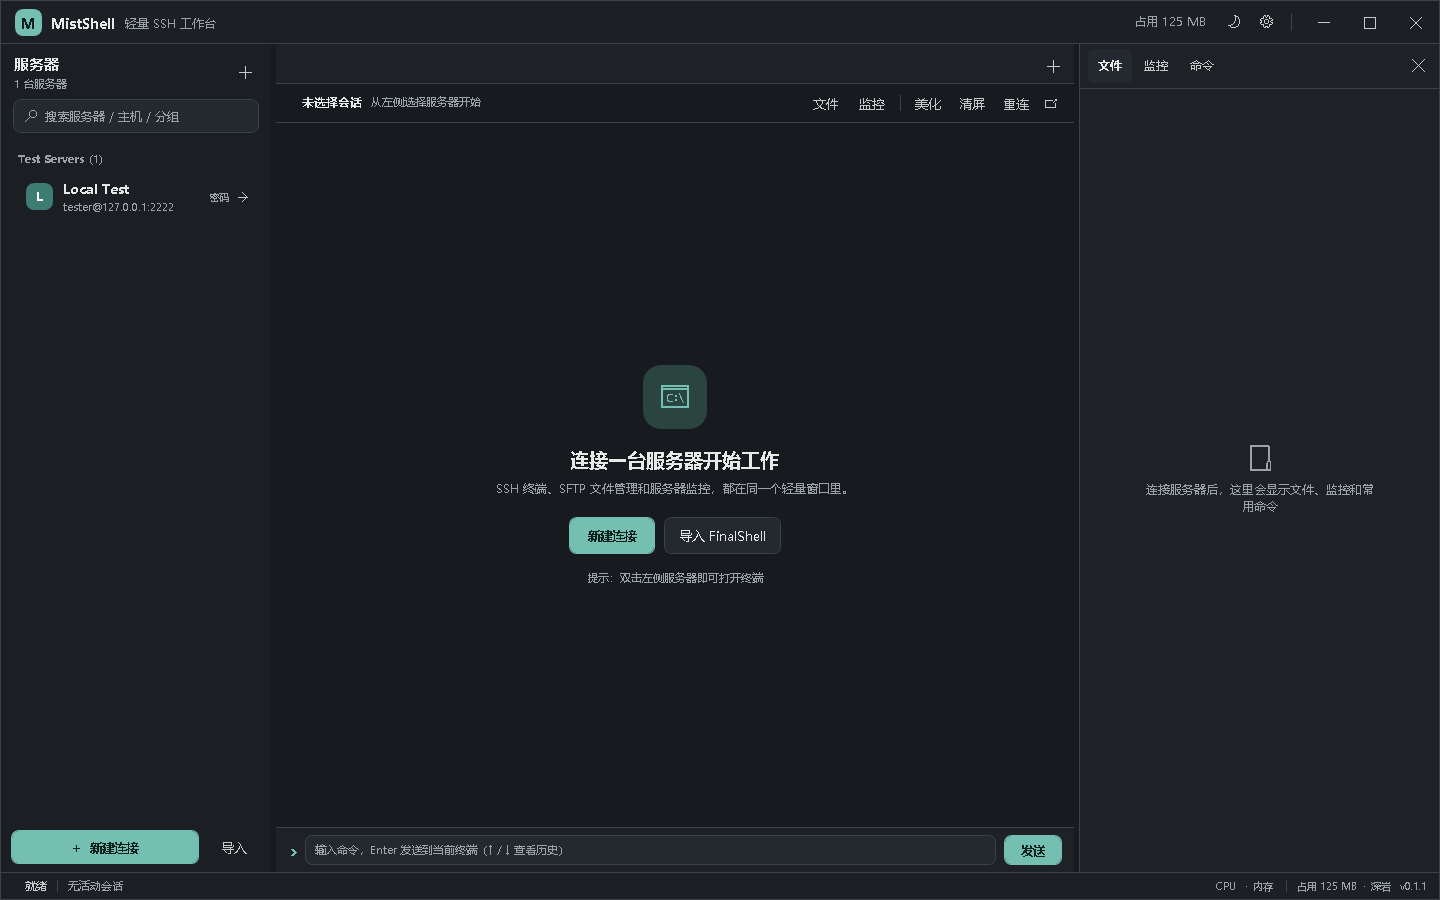 M MistShell 轻量 SSH 工作台
占用 125 MB
服务器
1 台服务器
搜索服务器 / 主机 / 分组
Test Servers (1)
L Local Test
tester@127.0.0.1:2222
密码
+ 新建连接
导入
未选择会话 从左侧选择服务器开始
文件 监控 美化 清屏 重连
C:\
连接一台服务器开始工作
SSH 终端、SFTP 文件管理和服务器监控，都在同一个轻量窗口里。
新建连接 导入 FinalShell
提示：双击左侧服务器即可打开终端
> 输入命令，Enter 发送到当前终端（↑ / ↓ 查看历史）
发送
文件 监控 命令
连接服务器后，这里会显示文件、监控和常
用命令
就绪 无活动会话
CPU · 内存 占用 125 MB · 深岩 v0.1.1